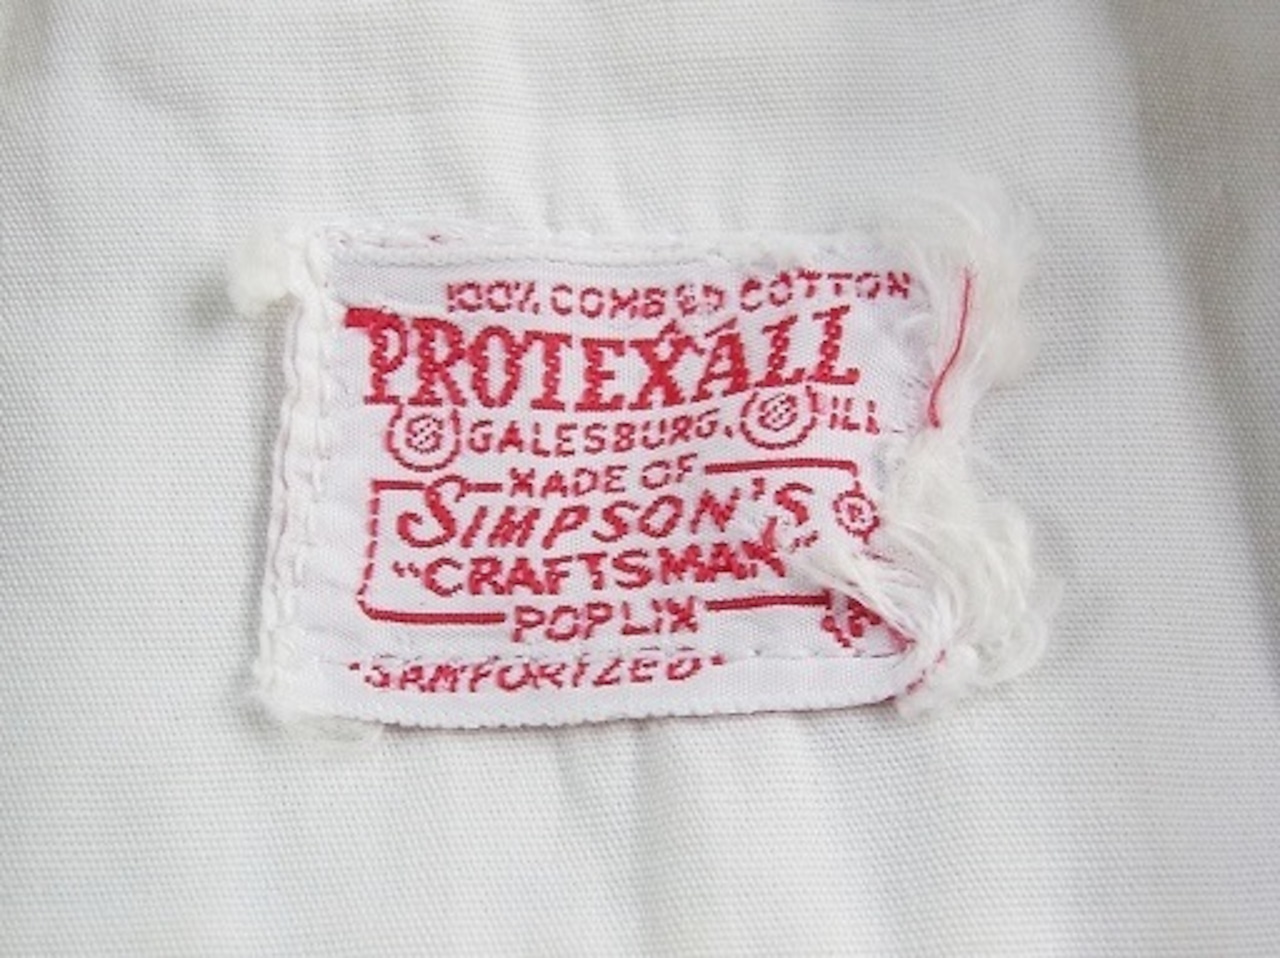 100% COMBED COTTON
PROTEXALL
GALESBURG, ILL
MADE OF
SIMPSON'S ®
"CRAFTSMAN"
POPLIN
"SANFORIZED"